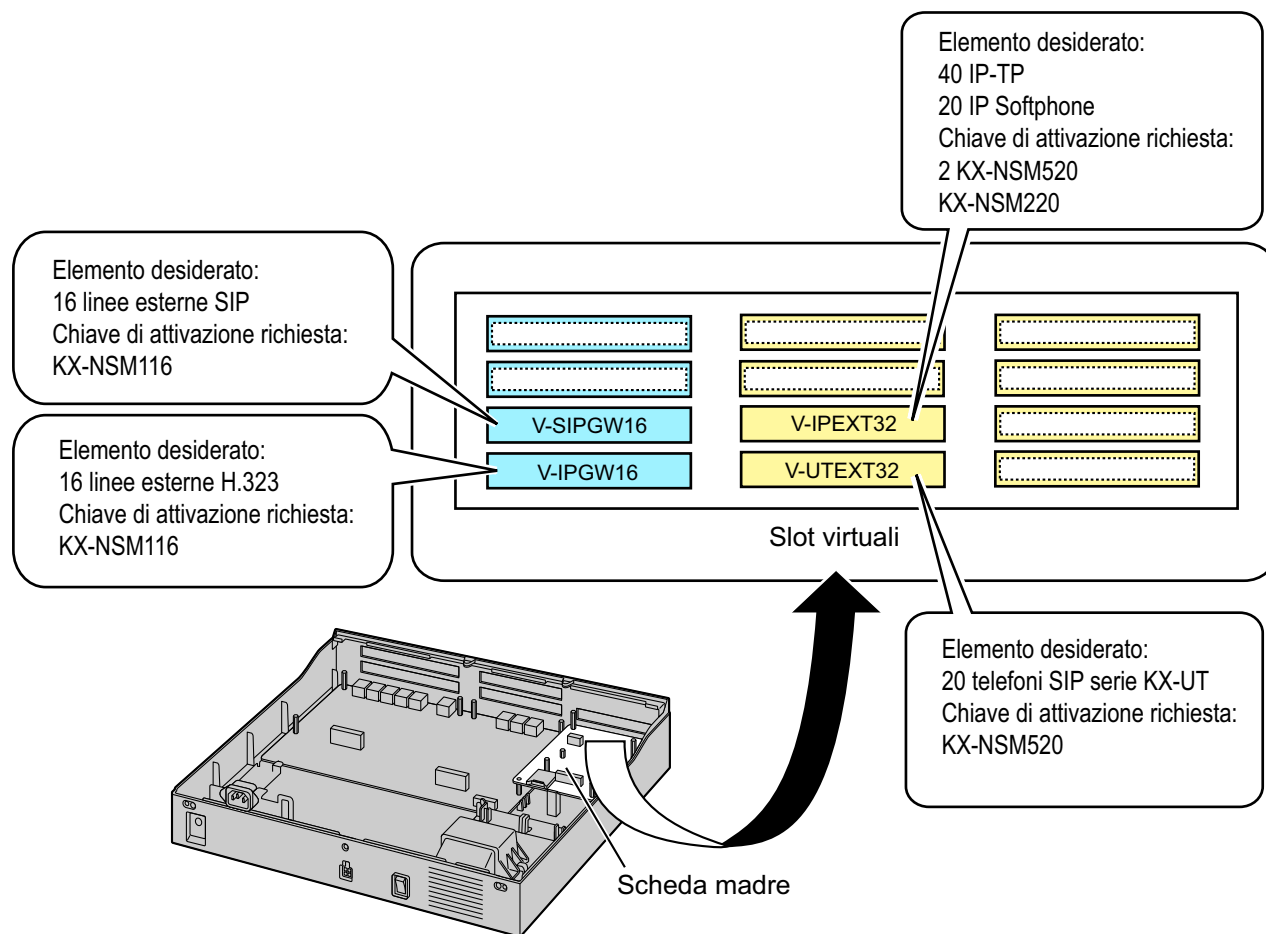 Elemento desiderato:
40 IP-TP
20 IP Softphone
Chiave di attivazione richiesta:
2 KX-NSM520
KX-NSM220
Elemento desiderato:
16 linee esterne SIP
Chiave di attivazione richiesta:
KX-NSM116
Elemento desiderato:
16 linee esterne H.323
Chiave di attivazione richiesta:
KX-NSM116
V-SIPGW16
V-IPEXT32
V-IPGW16
V-UTEXT32
Slot virtuali
Elemento desiderato:
20 telefoni SIP serie KX-UT
Chiave di attivazione richiesta:
KX-NSM520
Scheda madre